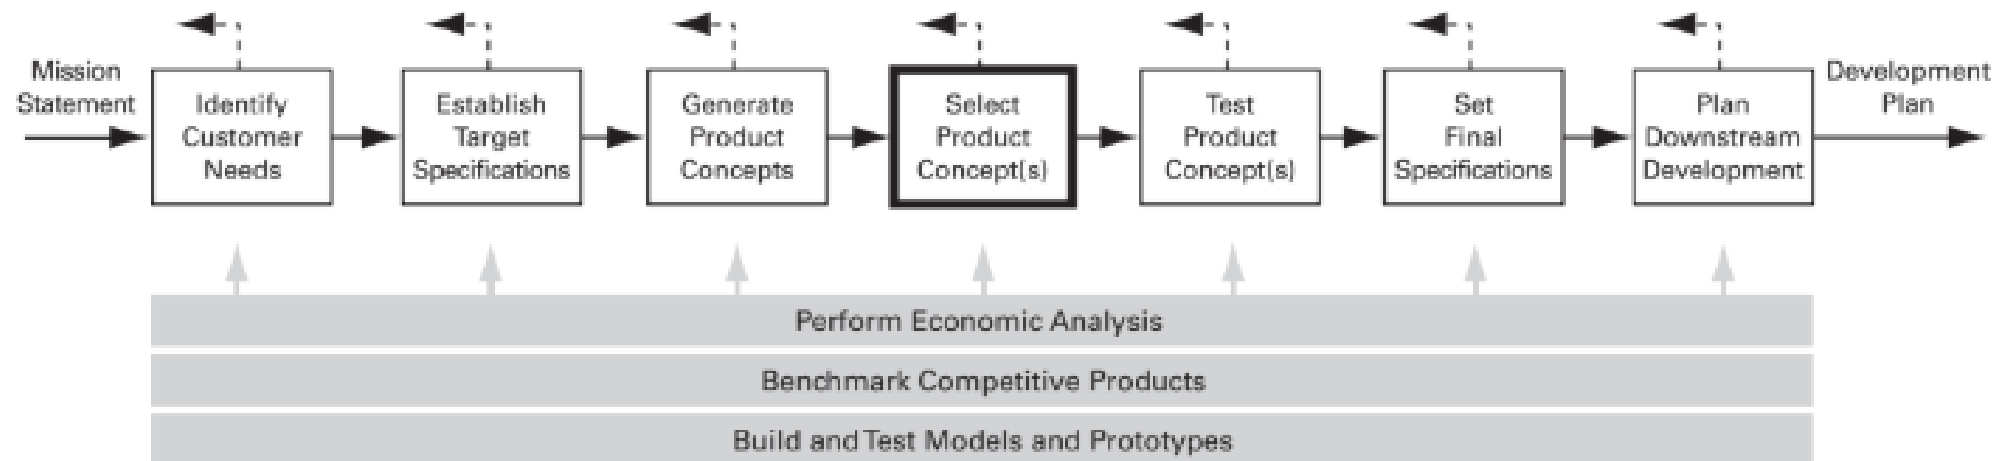 Mission
Statement
Identify
Customer
Needs
Establish
Target
Specifications
Generate
Product
Concepts
Select
Product
Concept(s)
Test
Product
Concept(s)
Set
Final
Specifications
Plan
Downstream
Development
Development
Plan
Perform Economic Analysis
Benchmark Competitive Products
Build and Test Models and Prototypes